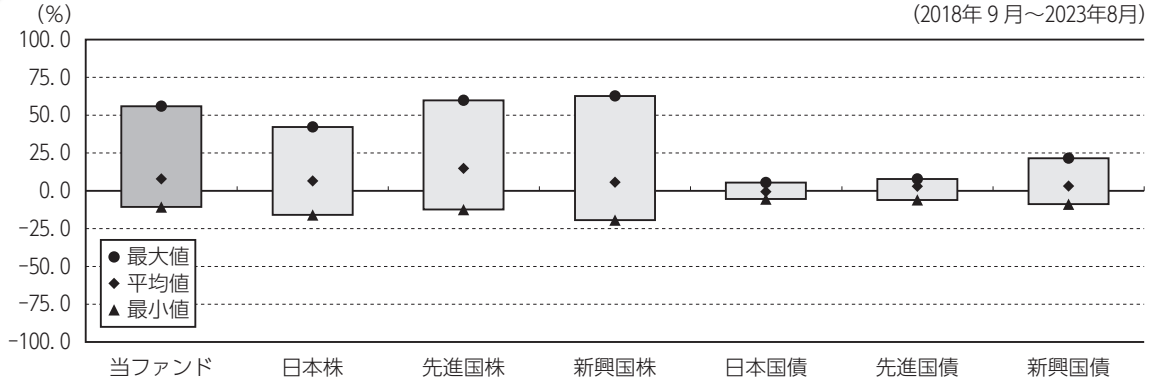 (%)
(2018年9月～2023年8月)
100.0
75.0
50.0
25.0
0.0
-25.0
-50.0
-75.0
-100.0
●最大値
◆平均値
▲最小値
当ファンド 日本株 先進国株 新興国株 日本国債 先進国債 新興国債